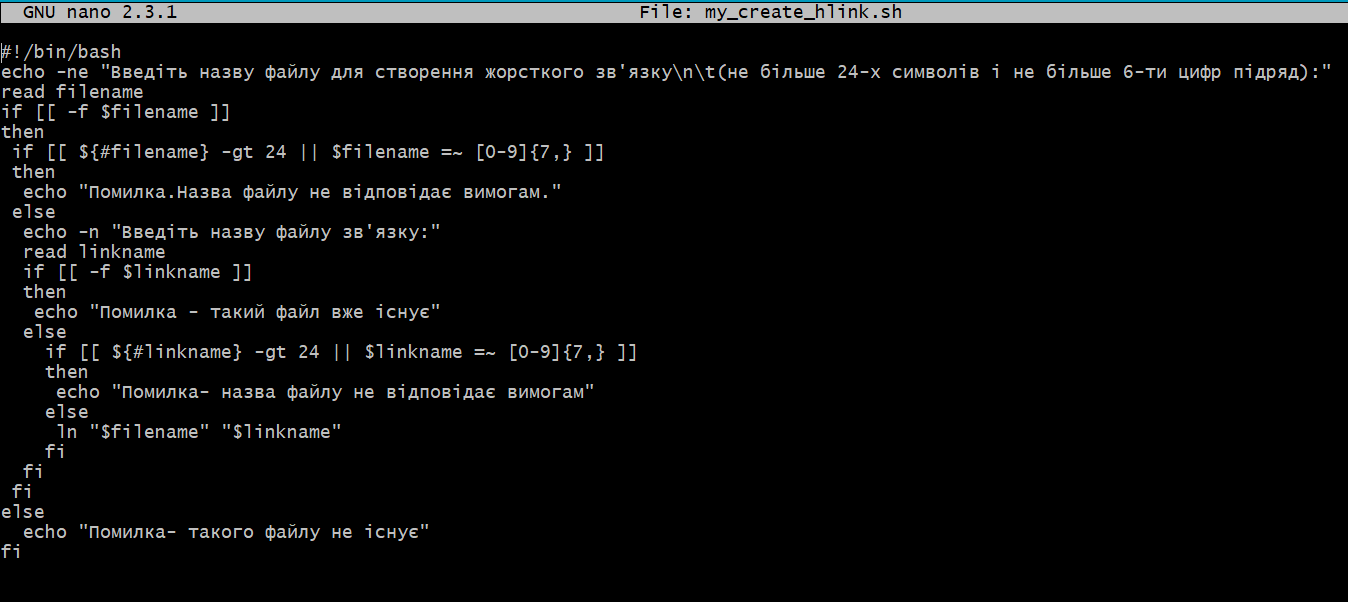 GNU nano 2.3.1 File: my_create_hlink.sh
#!/bin/bash
echo -ne "Введіть назву файлу для створення жорсткого зв'язку\n\t(не більше 24-х символів і не більше 6-ти цифр підряд):"
read filename
if [[ -f $filename ]]
then
 if [[ ${#filename} -gt 24 || $filename =~ [0-9]{7,} ]]
 then
  echo "Помилка.Назва файлу не відповідає вимогам."
 else
  echo -n "Введіть назву файлу зв'язку:"
  read linkname
  if [[ -f $linkname ]]
  then
   echo "Помилка - такий файл вже існує"
  else
    if [[ ${#linkname} -gt 24 || $linkname =~ [0-9]{7,} ]]
    then
     echo "Помилка- назва файлу не відповідає вимогам"
    else
     ln "$filename" "$linkname"
    fi
  fi
 fi
else
  echo "Помилка- такого файлу не існує"
fi